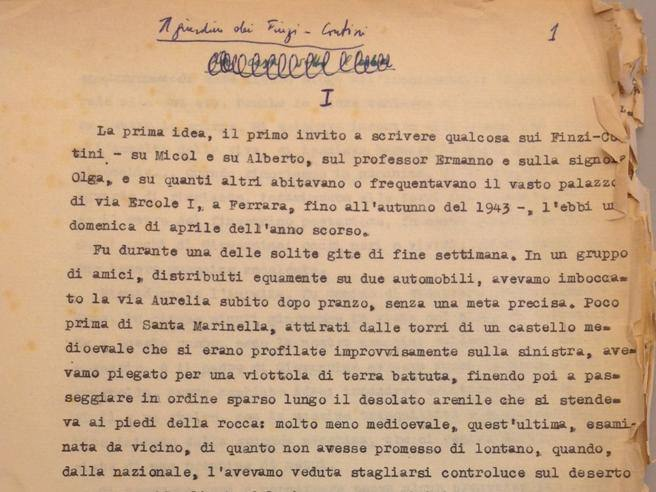 Il giardino dei Finzi-Contini
1
I
La prima idea, il primo invito a scrivere qualcosa sui Finzi-Co
tini - su Micol e su Alberto, sul professor Ermanno e sulla signora
Olga, e su quanti altri abitavano o frequentavano il vasto palazzo
di via Ercole I, a Ferrara, fino all'autunno del 1943 -, l'ebbi un
domenica di aprile dell'anno scorso.
Fu durante una delle solite gite di fine settimana. In un gruppo
di amici, distribuiti equamente su due automobili, avevamo imbocca=
to la via Aurelia subito dopo pranzo, senza una meta precisa. Poco
prima di Santa Marinella, attirati dalle torri di un castello me=
dioevale che si erano profilate improvvisamente sulla sinistra, ave=
vamo piegato per una viottola di terra battuta, finendo poi a pas=
seggiare in ordine sparso lungo il desolato arenile che si stende=
va ai piedi della rocca: molto meno medioevale, quest'ultima, esami-
nata da vicino, di quanto non avesse promesso di lontano, quando,
dalla nazionale, l'avevamo veduta stagliarsi controluce sul deserto